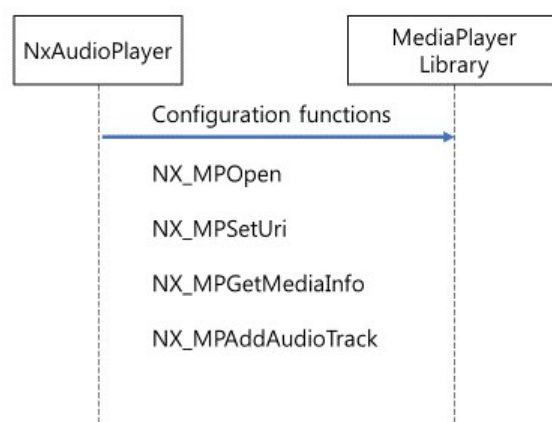 NxAudioPlayer
MediaPlayer
Library
Configuration functions
NX_MPOpen
NX_MPSetUri
NX_MPGetMediaInfo
NX_MPAddAudioTrack